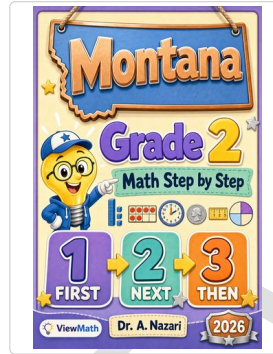 Montana
Grade 2
Math Step by Step
1 2 3
FIRST NEXT THEN
ViewMath Dr. A. Nazari 2026